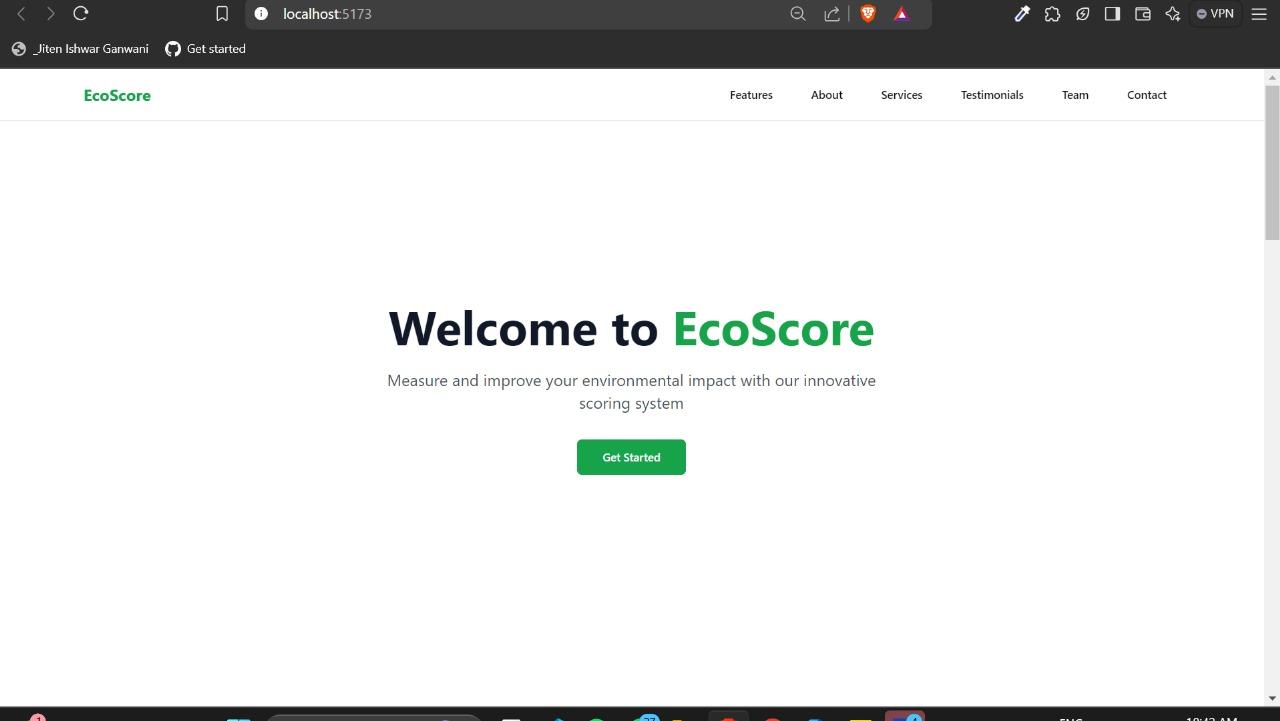 localhost:5173
VPN
_Jiten Ishwar Ganwani
Get started
EcoScore
Features
About
Services
Testimonials
Team
Contact
Welcome to EcoScore
Measure and improve your environmental impact with our innovative
scoring system
Get Started